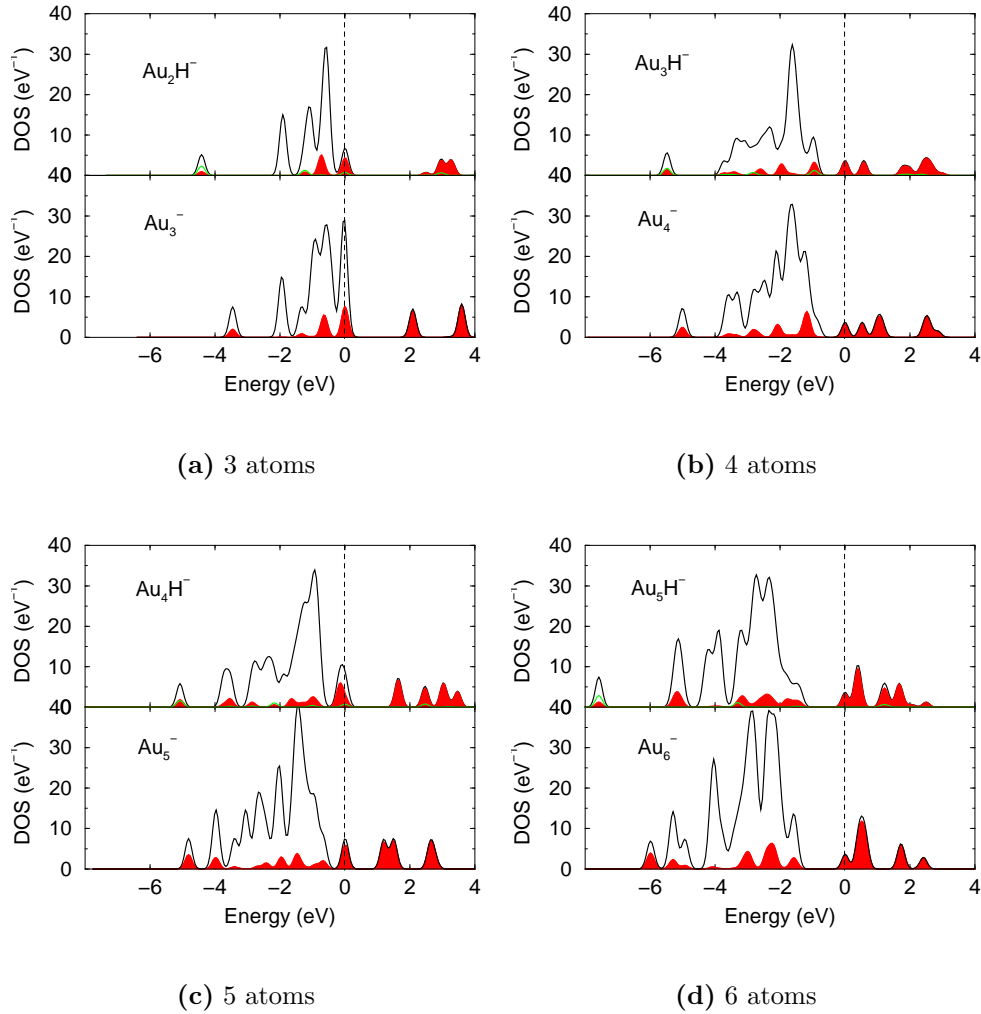 40
30
20
10
40
DOS (eV⁻¹)
Au₂H⁻
30
20
10
0
DOS (eV⁻¹)
Au₃⁻
−6 −4 −2 0 2 4
Energy (eV)
(a) 3 atoms
40
30
20
10
40
DOS (eV⁻¹)
Au₃H⁻
30
20
10
0
DOS (eV⁻¹)
Au₄⁻
−6 −4 −2 0 2 4
Energy (eV)
(b) 4 atoms
40
30
20
10
40
DOS (eV⁻¹)
Au₄H⁻
30
20
10
0
DOS (eV⁻¹)
Au₅⁻
−6 −4 −2 0 2 4
Energy (eV)
(c) 5 atoms
40
30
20
10
40
DOS (eV⁻¹)
Au₅H⁻
30
20
10
0
DOS (eV⁻¹)
Au₆⁻
−6 −4 −2 0 2 4
Energy (eV)
(d) 6 atoms